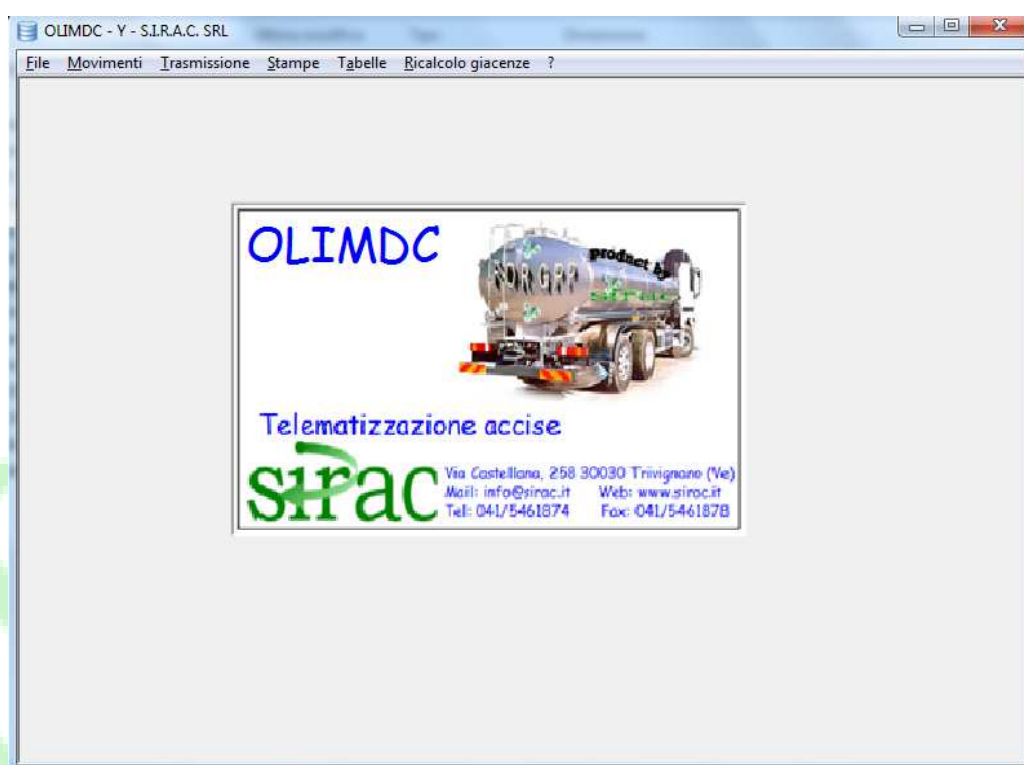 OLIMDC - Y - S.I.R.A.C. SRL
File Movimenti Trasmissione Stampe Tabelle Ricalcolo giacenze ?
OLIMDC
product by
sirac
Telematizzazione accise
sirac
Via Castellana, 258 30030 Trivignano (Ve)
Mail: info@sirac.it Web: www.sirac.it
Tel: 041/5461874 Fax: 041/5461878